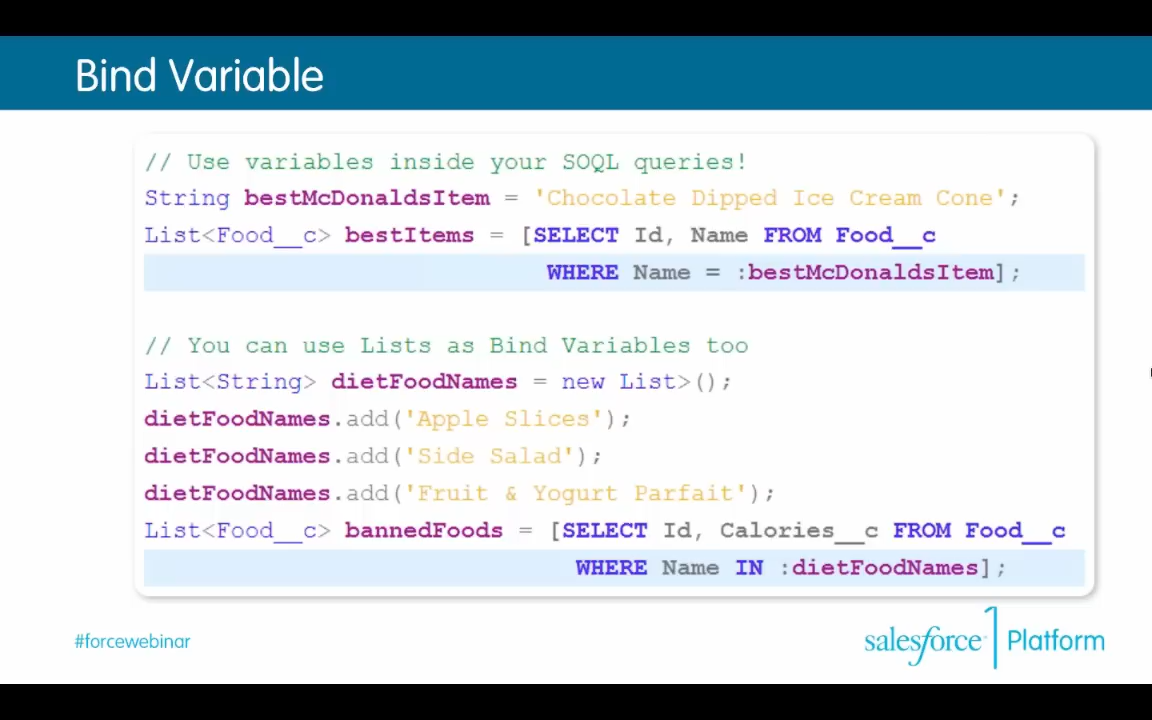 Bind Variable
// Use variables inside your SOQL queries!
String bestMcDonaldsItem = 'Chocolate Dipped Ice Cream Cone';
List<Food__c> bestItems = [SELECT Id, Name FROM Food__c
WHERE Name = :bestMcDonaldsItem];
// You can use Lists as Bind Variables too
List<String> dietFoodNames = new List>();
dietFoodNames.add('Apple Slices');
dietFoodNames.add('Side Salad');
dietFoodNames.add('Fruit & Yogurt Parfait');
List<Food__c> bannedFoods = [SELECT Id, Calories__c FROM Food__c
WHERE Name IN :dietFoodNames];
#forcewebinar
salesforce1 Platform